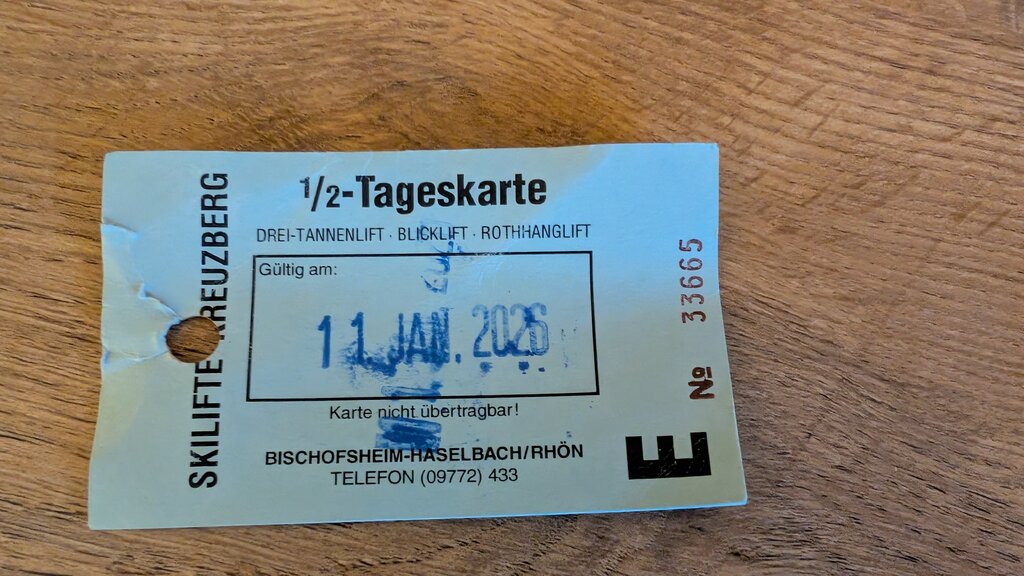 SKILIFTE KREUZBERG
1/2-Tageskarte
DREI-TANNENLIFT · BLICKLIFT · ROTHHANGLIFT
Gültig am:
11. JAN. 2026
Karte nicht übertragbar!
BISCHOFSHEIM-HASELBACH/RHÖN
TELEFON (09772) 433
E
№ 33665